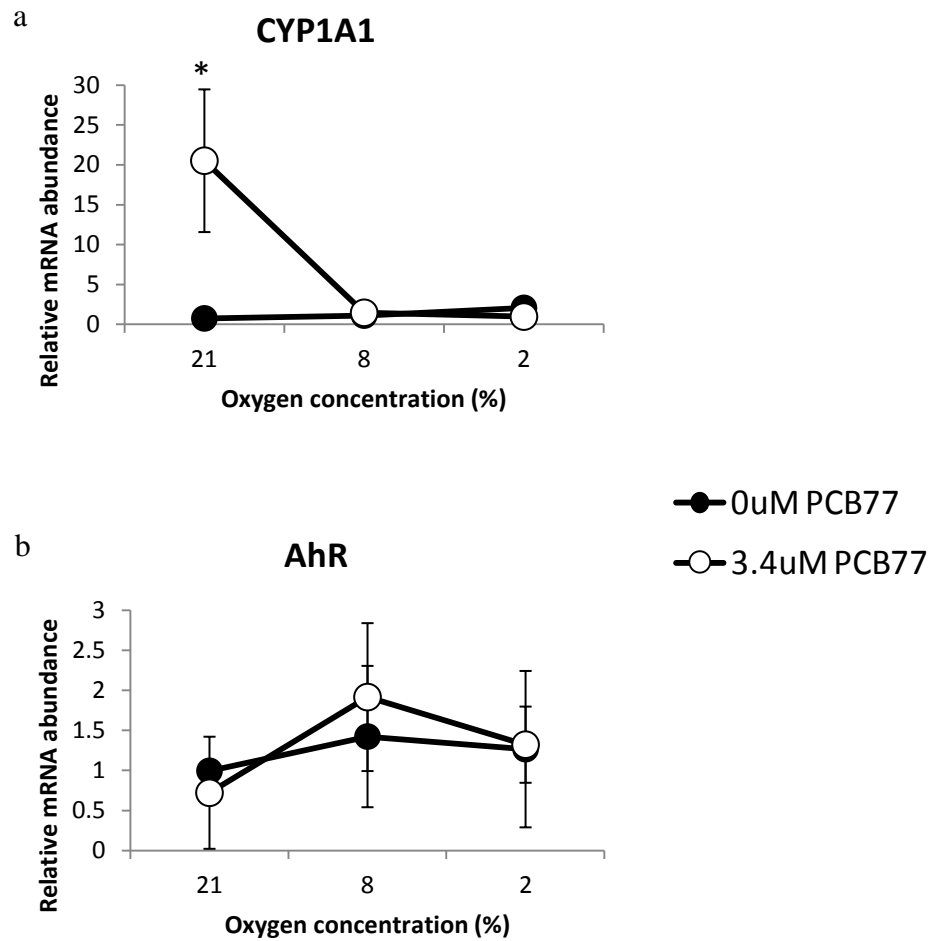 a
CYP1A1
*
30
25
20
15
10
5
0
Relative mRNA abundance
21 8 2
Oxygen concentration (%)
0uM PCB77
3.4uM PCB77
b
AhR
3
2.5
2
1.5
1
0.5
0
Relative mRNA abundance
21 8 2
Oxygen concentration (%)